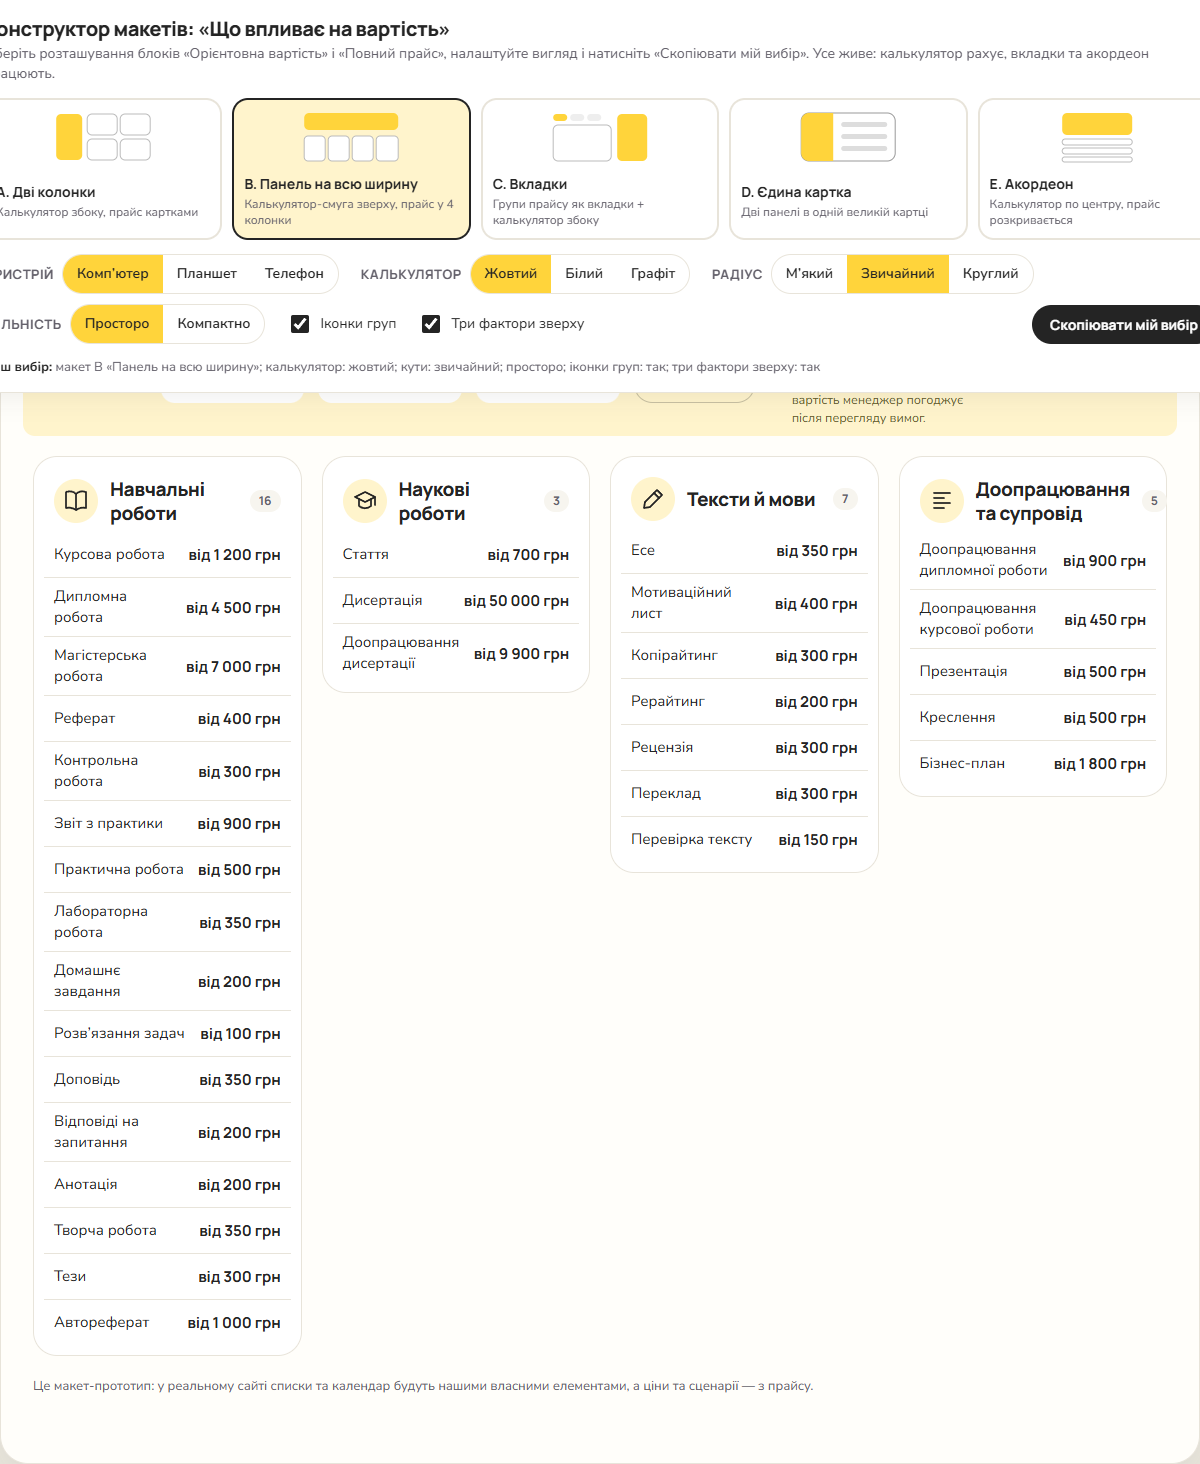 онструктор макетів: «Що впливає на вартість»
беріть розташування блоків «Орієнтовна вартість» і «Повний прайс», налаштуйте вигляд і натисніть «Скопіювати мій вибір». Усе живе: калькулятор рахує, вкладки та акордеон
ацюють.
А. Дві колонки
Калькулятор збоку, прайс картками
B. Панель на всю ширину
Калькулятор-смуга зверху, прайс у 4
колонки
C. Вкладки
Групи прайсу як вкладки +
калькулятор збоку
D. Єдина картка
Дві панелі в одній великій картці
E. Акордеон
Калькулятор по центру, прайс
розкривається
РИСТРІЙ
Комп’ютер
Планшет
Телефон
КАЛЬКУЛЯТОР
Жовтий
Білий
Графіт
РАДІУС
М’який
Звичайний
Круглий
ЛЬНІСТЬ
Просторо
Компактно
Іконки груп
Три фактори зверху
Скопіювати мій вибір
ш вибір: макет B «Панель на всю ширину»; калькулятор: жовтий; кути: звичайний; просторо; іконки груп: так; три фактори зверху: так
вартість менеджер погоджує
після перегляду вимог.
Навчальні
роботи
16
Курсова робота від 1 200 грн
Дипломна
робота
від 4 500 грн
Магістерська
робота
від 7 000 грн
Реферат від 400 грн
Контрольна
робота
від 300 грн
Звіт з практики від 900 грн
Практична робота від 500 грн
Лабораторна
робота
від 350 грн
Домашнє
завдання
від 200 грн
Розв’язання задач від 100 грн
Доповідь від 350 грн
Відповіді на
запитання
від 200 грн
Анотація від 200 грн
Творча робота від 350 грн
Тези від 300 грн
Автореферат від 1 000 грн
Наукові
роботи
3
Стаття від 700 грн
Дисертація від 50 000 грн
Доопрацювання
дисертації
від 9 900 грн
Тексти й мови 7
Есе від 350 грн
Мотиваційний
лист
від 400 грн
Копірайтинг від 300 грн
Рерайтинг від 200 грн
Рецензія від 300 грн
Переклад від 300 грн
Перевірка тексту від 150 грн
Доопрацювання
та супровід
5
Доопрацювання
дипломної роботи
від 900 грн
Доопрацювання
курсової роботи
від 450 грн
Презентація від 500 грн
Креслення від 500 грн
Бізнес-план від 1 800 грн
Це макет-прототип: у реальному сайті списки та календар будуть нашими власними елементами, а ціни та сценарії — з прайсу.